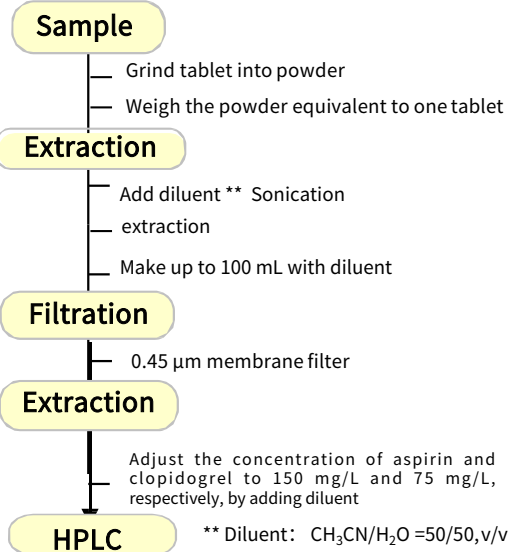 Sample
Grind tablet into powder
Weigh the powder equivalent to one tablet
Extraction
Add diluent ** Sonication
extraction
Make up to 100 mL with diluent
Filtration
0.45 μm membrane filter
Extraction
Adjust the concentration of aspirin and
clopidogrel to 150 mg/L and 75 mg/L,
respectively, by adding diluent
HPLC
** Diluent： CH₃CN/H₂O =50/50,v/v